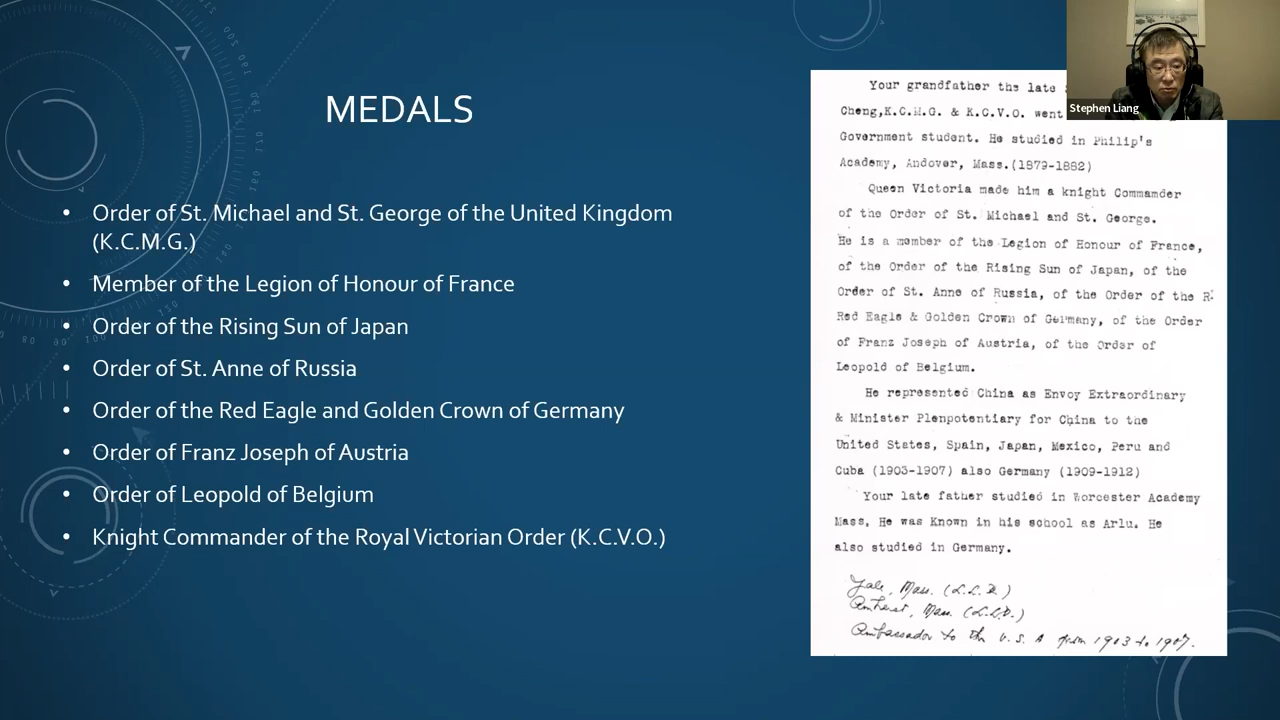 MEDALS
• Order of St. Michael and St. George of the United Kingdom
(K.C.M.G.)
• Member of the Legion of Honour of France
• Order of the Rising Sun of Japan
• Order of St. Anne of Russia
• Order of the Red Eagle and Golden Crown of Germany
• Order of Franz Joseph of Austria
• Order of Leopold of Belgium
• Knight Commander of the Royal Victorian Order (K.C.V.O.)
Stephen Liang
Your grandfather the late
Cheng,K.C.M.G. & K.C.V.O. went
Government student. He studied in Philip's
Academy, Andover, Mass.(1879-1882)
Queen Victoria made him a knight Commander
of the Order of St. Michael and St. George.
He is a member of the Legion of Honour of France,
of the Order of the Rising Sun of Japan, of the
Order of St. Anne of Russia, of the Order of the R
Red Eagle & Golden Crown of Germany, of the Order
of Franz Joseph of Austria, of the Order of
Leopold of Belgium.
He represented China as Envoy Extraordinary
& Minister Plenpotentiary for China to the
United States, Spain, Japan, Mexico, Peru and
Cuba (1903-1907) also Germany (1909-1912)
Your late father studied in Worcester Academy
Mass. He was Known in his school as Arlu. He
also studied in Germany.
Yale, Mass. (L.L.D.)
Amherst, Mass (L.L.D.)
Ambassador to the U.S.A from 1903 to 1907.